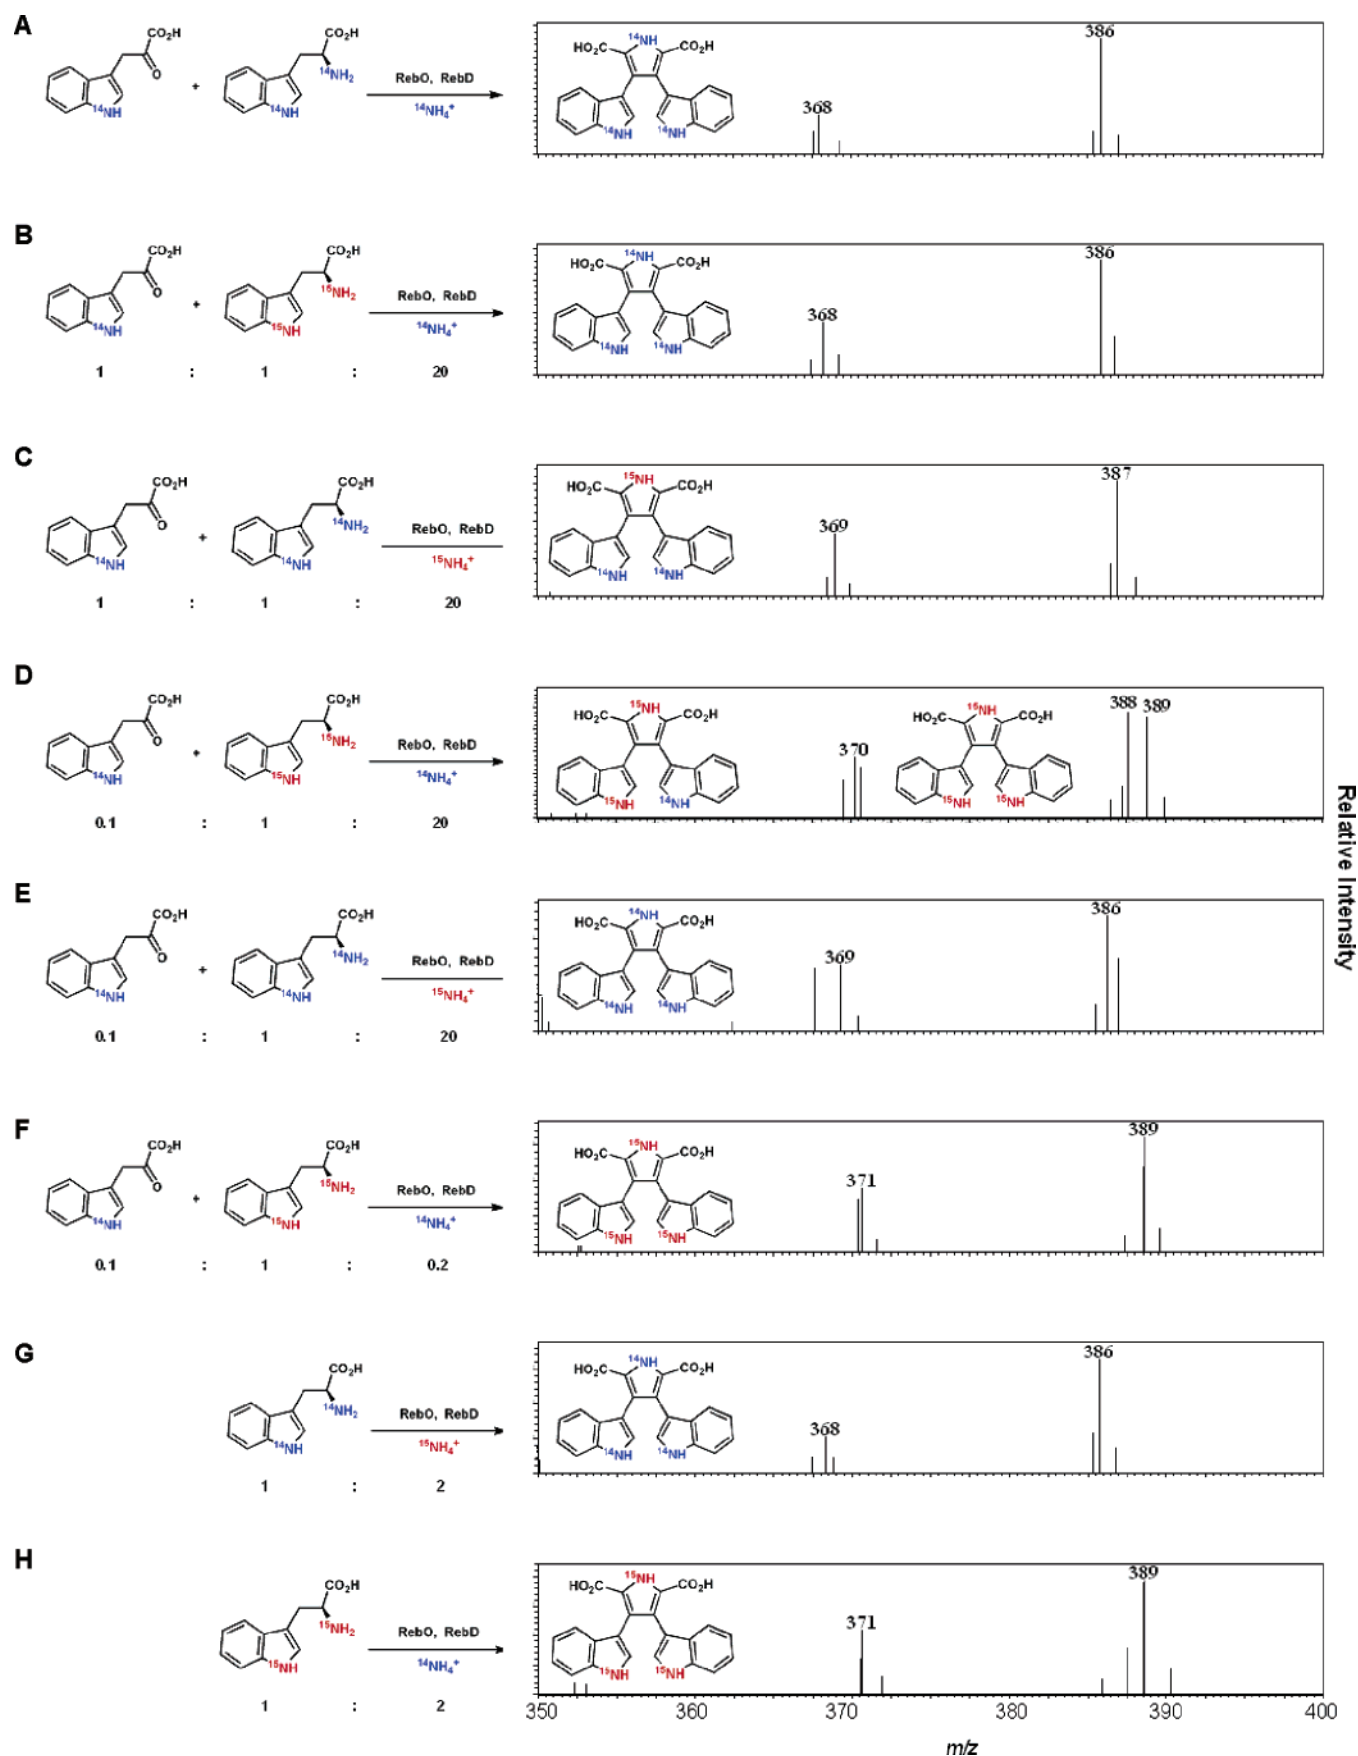 A
CO₂H
O
¹⁴NH
+
CO₂H
¹⁴NH₂
¹⁴NH
RebO, RebD
¹⁴NH₄⁺
HO₂C ¹⁴NH CO₂H
¹⁴NH ¹⁴NH
368
386
B
CO₂H
O
¹⁴NH
+
CO₂H
¹⁵NH₂
¹⁵NH
RebO, RebD
¹⁴NH₄⁺
1 : 1 : 20
HO₂C ¹⁴NH CO₂H
¹⁴NH ¹⁴NH
368
386
C
CO₂H
O
¹⁴NH
+
CO₂H
¹⁴NH₂
¹⁴NH
RebO, RebD
¹⁵NH₄⁺
1 : 1 : 20
HO₂C ¹⁵NH CO₂H
¹⁴NH ¹⁴NH
369
387
D
CO₂H
O
¹⁴NH
+
CO₂H
¹⁵NH₂
¹⁵NH
RebO, RebD
¹⁴NH₄⁺
0.1 : 1 : 20
HO₂C ¹⁵NH CO₂H
¹⁵NH ¹⁴NH
370
HO₂C ¹⁵NH CO₂H
¹⁵NH ¹⁵NH
388 389
E
CO₂H
O
¹⁴NH
+
CO₂H
¹⁴NH₂
¹⁴NH
RebO, RebD
¹⁵NH₄⁺
0.1 : 1 : 20
HO₂C ¹⁴NH CO₂H
¹⁴NH ¹⁴NH
369
386
F
CO₂H
O
¹⁴NH
+
CO₂H
¹⁵NH₂
¹⁵NH
RebO, RebD
¹⁴NH₄⁺
0.1 : 1 : 0.2
HO₂C ¹⁵NH CO₂H
¹⁵NH ¹⁵NH
371
389
G
CO₂H
¹⁴NH₂
¹⁴NH
RebO, RebD
¹⁵NH₄⁺
1 : 2
HO₂C ¹⁴NH CO₂H
¹⁴NH ¹⁴NH
368
386
H
CO₂H
¹⁵NH₂
¹⁵NH
RebO, RebD
¹⁴NH₄⁺
1 : 2
HO₂C ¹⁵NH CO₂H
¹⁵NH ¹⁵NH
371
389
350 360 370 380 390 400
m/z
Relative Intensity